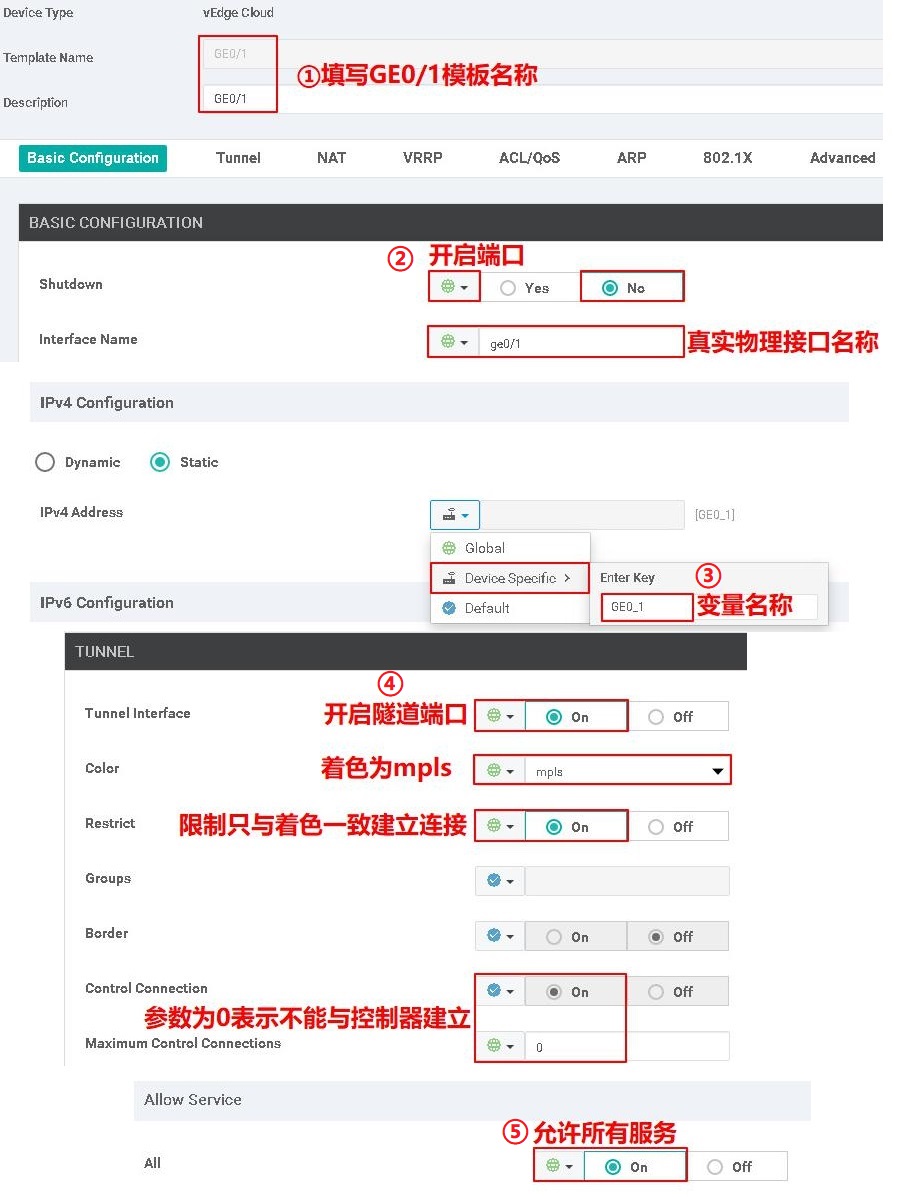 Device Type vEdge Cloud
Template Name GE0/1
①填写GE0/1模板名称
Description GE0/1
Basic Configuration Tunnel NAT VRRP ACL/QoS ARP 802.1X Advanced
BASIC CONFIGURATION
② 开启端口
Shutdown Yes No
Interface Name ge0/1 真实物理接口名称
IPv4 Configuration
Dynamic Static
IPv4 Address [GE0_1]
Global
Device Specific Enter Key ③
GE0_1 变量名称
Default
IPv6 Configuration
TUNNEL
④
Tunnel Interface 开启隧道端口 On Off
Color 着色为mpls mpls
Restrict 限制只与着色一致建立连接 On Off
Groups
Border On Off
Control Connection On Off
参数为0表示不能与控制器建立
Maximum Control Connections 0
Allow Service
⑤允许所有服务
All On Off